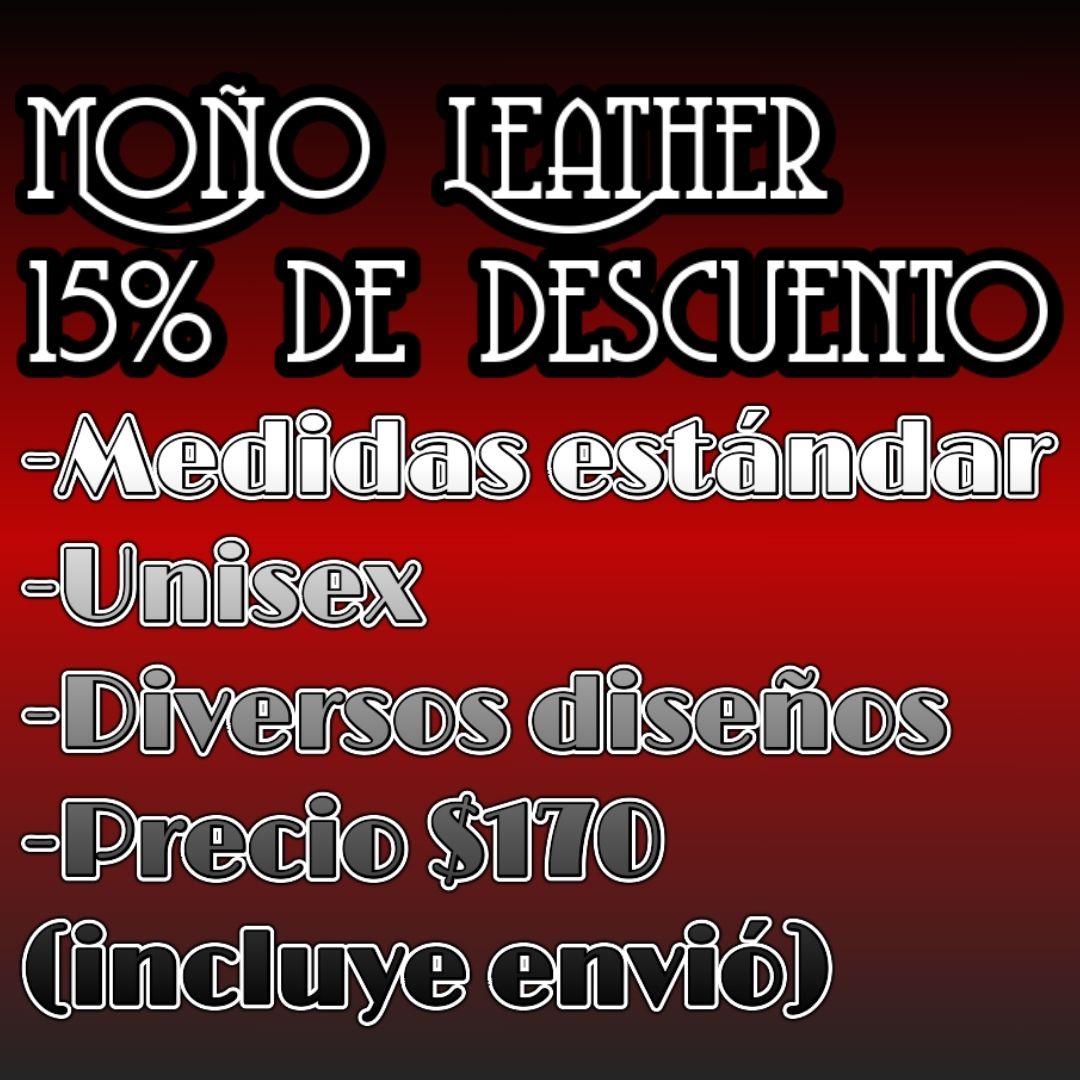 MOÑO LEATHER
15% DE DESCUENTO
-Medidas estándar
-Unisex
-Diversos diseños
-Precio $170
(incluye envió)